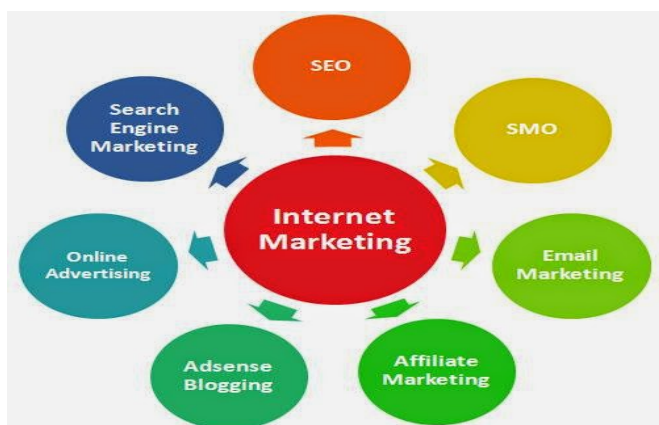 SEO
SMO
Email
Marketing
Affiliate
Marketing
Adsense
Blogging
Online
Advertising
Search
Engine
Marketing
Internet
Marketing